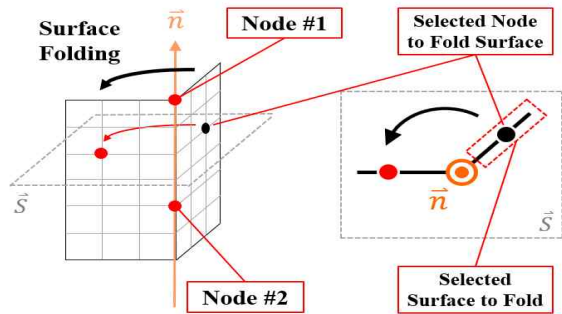 Surface
Folding
n
Node #1
Selected Node
to Fold Surface
S
n
S
Node #2
Selected
Surface to Fold